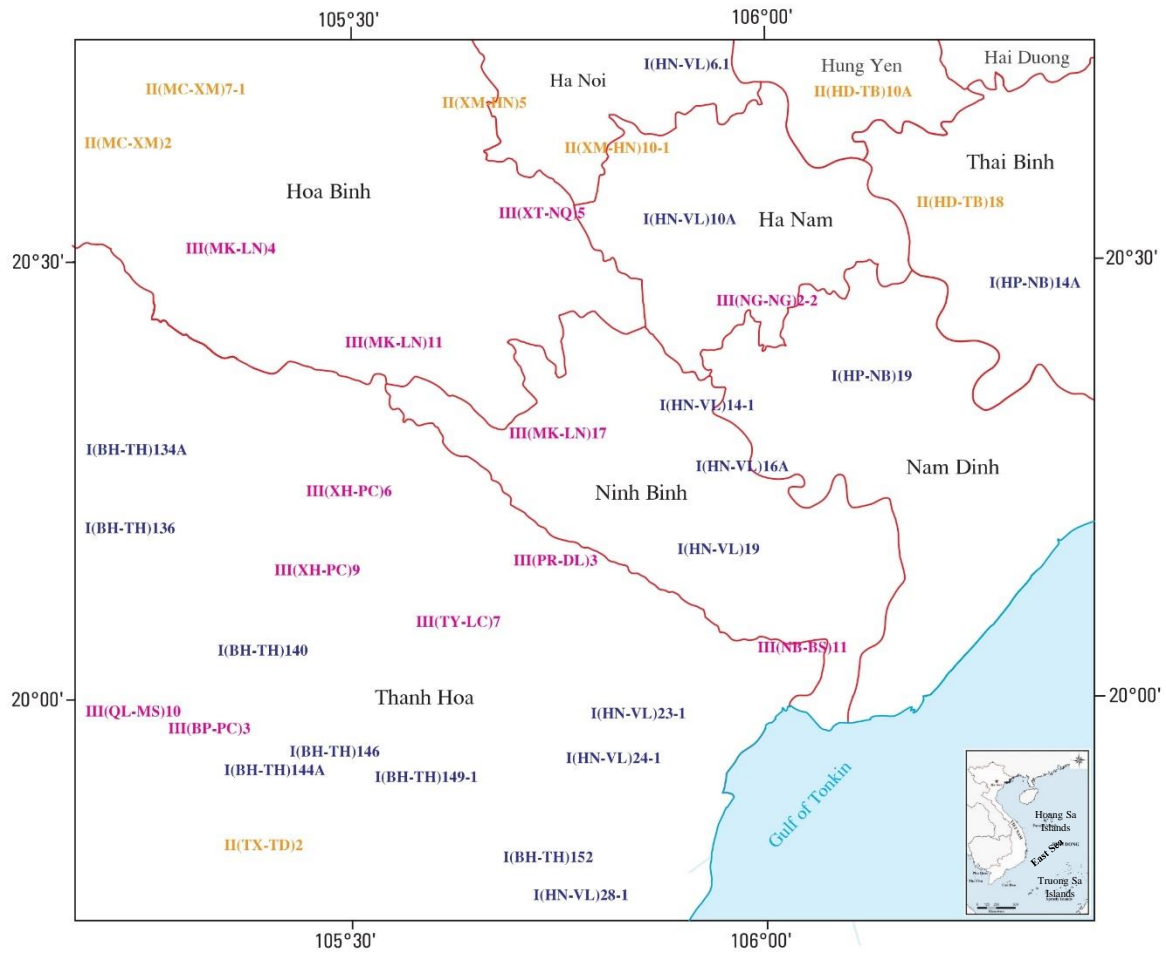 105°30'
106°00'
I(HN-VL)6.1
Hai Duong
Hung Yen
Ha Noi
II(MC-XM)7-1
II(HD-TB)10A
II(XM-HN)5
II(MC-XM)2
II(XM-HN)10-1
Thai Binh
Hoa Binh
II(HD-TB)18
III(XT-NQ)5
I(HN-VL)10A
Ha Nam
III(MK-LN)4
20°30'
20°30'
I(HP-NB)14A
III(NG-NG)2-2
III(MK-LN)11
I(HP-NB)19
I(HN-VL)14-1
III(MK-LN)17
I(BH-TH)134A
I(HN-VL)16A
Nam Dinh
III(XH-PC)6
Ninh Binh
I(BH-TH)136
I(HN-VL)19
III(PR-DL)3
III(XH-PC)9
III(TY-LC)7
I(BH-TH)140
III(NB-BS)11
20°00'
20°00'
Thanh Hoa
III(QL-MS)10
I(HN-VL)23-1
III(BP-PC)3
I(BH-TH)146
I(HN-VL)24-1
I(BH-TH)144A
I(BH-TH)149-1
Gulf of Tonkin
II(TX-TD)2
I(BH-TH)152
I(HN-VL)28-1
Hoang Sa
Islands
East Sea
Truong Sa
Islands
105°30'
106°00'